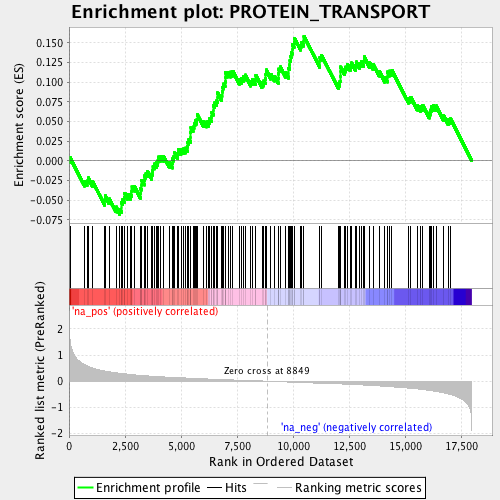 Enrichment plot: PROTEIN_TRANSPORT
Enrichment score (ES)
0.150
0.125
0.100
0.075
0.050
0.025
0.000
-0.025
-0.050
-0.075
Ranked list metric (PreRanked)
'na_pos' (positively correlated)
2
1
0
-1
-2
Zero cross at 8849
'na_neg' (negatively correlated)
0
2,500
5,000
7,500
10,000
12,500
15,000
17,500
Rank in Ordered Dataset
Enrichment profile
Hits
Ranking metric scores